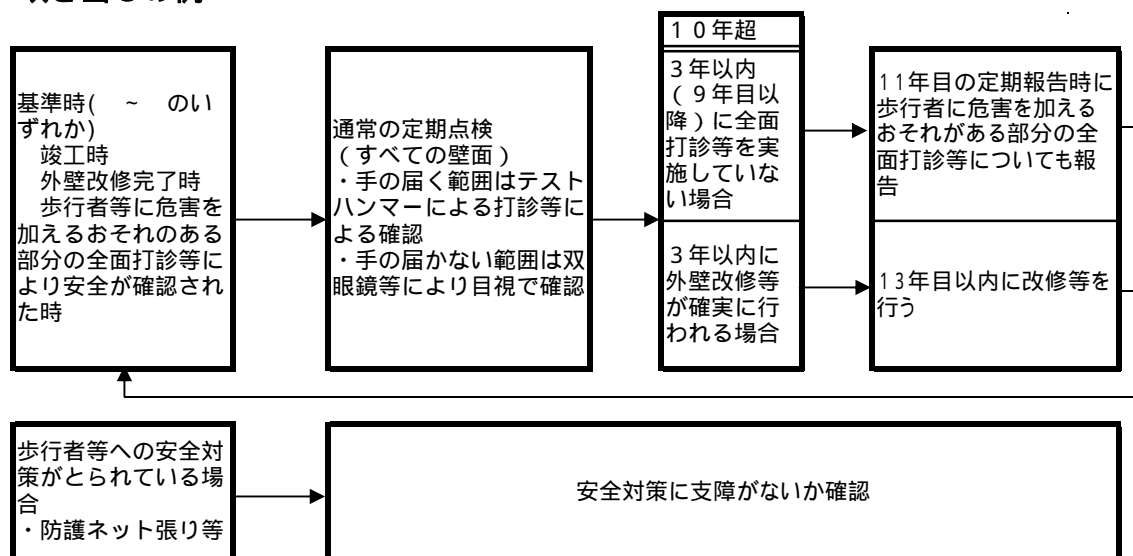 基準時(　～　のい
ずれか)
竣工時
外壁改修完了時
歩行者等に危害を
加えるおそれのある
部分の全面打診等に
より安全が確認され
た時
通常の定期点検
（すべての壁面）
・手の届く範囲はテスト
ハンマーによる打診等に
よる確認
・手の届かない範囲は双
眼鏡等により目視で確認
１０年超
３年以内
（９年目以
降）に全面
打診等を実
施していな
い場合
３年以内に
外壁改修等
が確実に行
われる場合
11年目の定期報告時に
歩行者に危害を加える
おそれがある部分の全
面打診等についても報
告
13年目以内に改修等を
行う
歩行者等への安全対
策がとられている場
合
・防護ネット張り等
安全対策に支障がないか確認